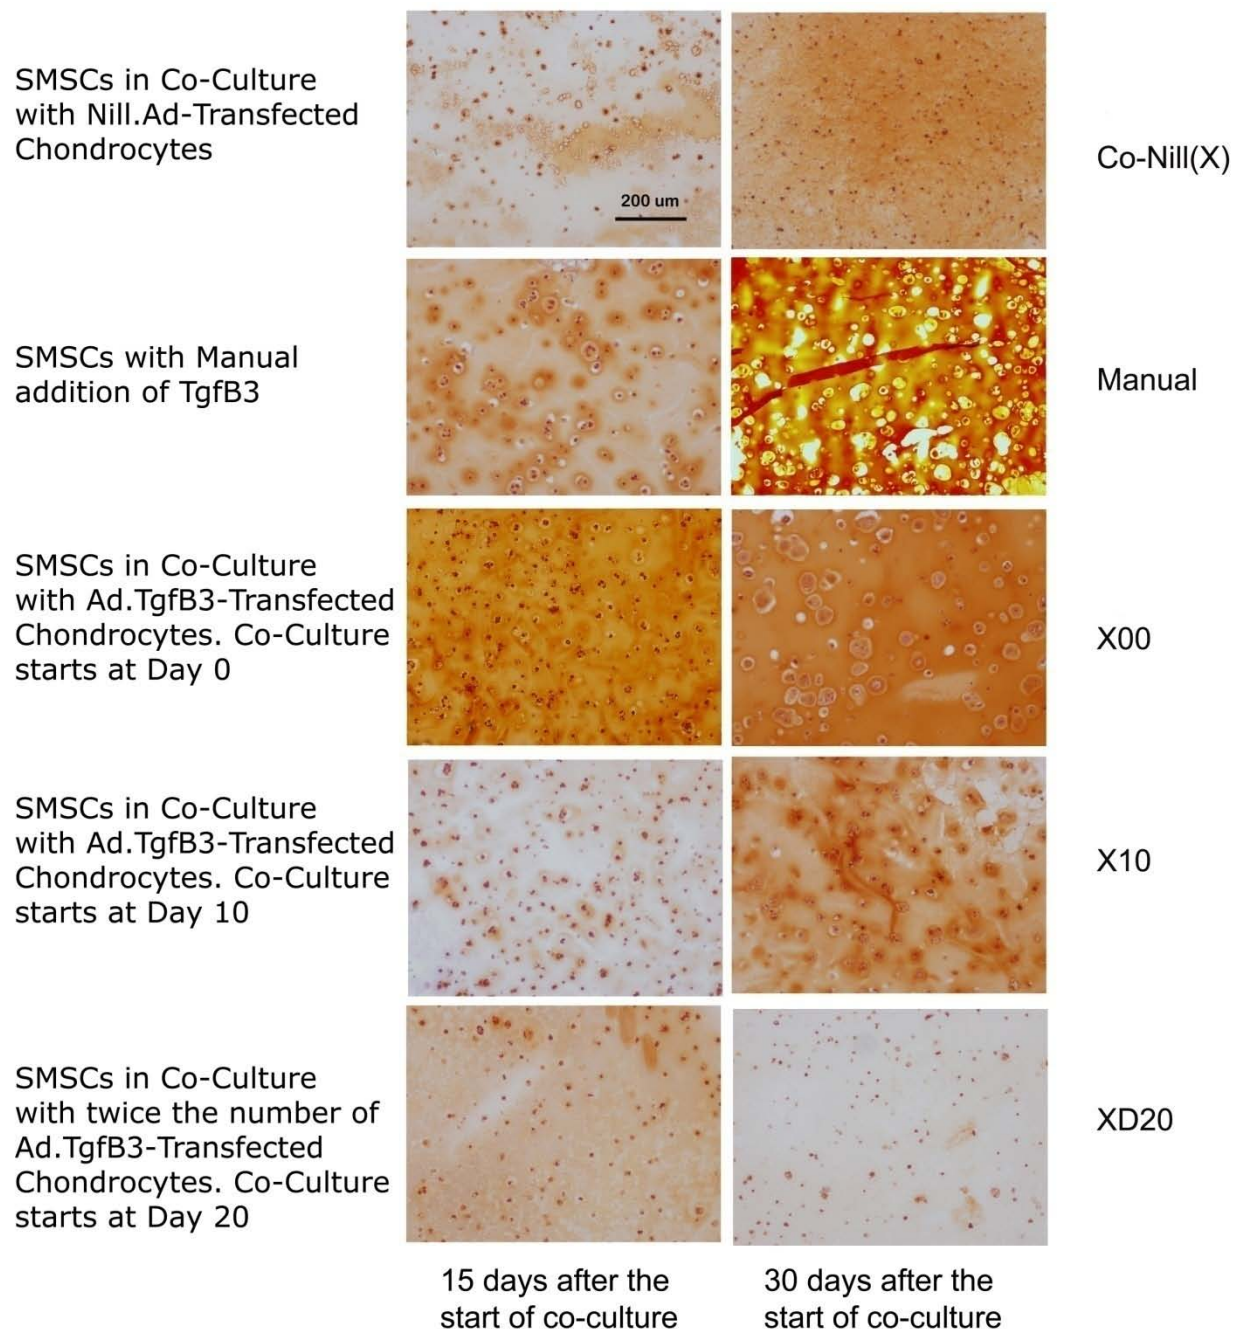 SMSCs in Co-Culture
with Nill.Ad-Transfected
Chondrocytes
200 um
Co-Nill(X)
SMSCs with Manual
addition of TgfB3
Manual
SMSCs in Co-Culture
with Ad.TgfB3-Transfected
Chondrocytes. Co-Culture
starts at Day 0
X00
SMSCs in Co-Culture
with Ad.TgfB3-Transfected
Chondrocytes. Co-Culture
starts at Day 10
X10
SMSCs in Co-Culture
with twice the number of
Ad.TgfB3-Transfected
Chondrocytes. Co-Culture
starts at Day 20
XD20
15 days after the
start of co-culture
30 days after the
start of co-culture